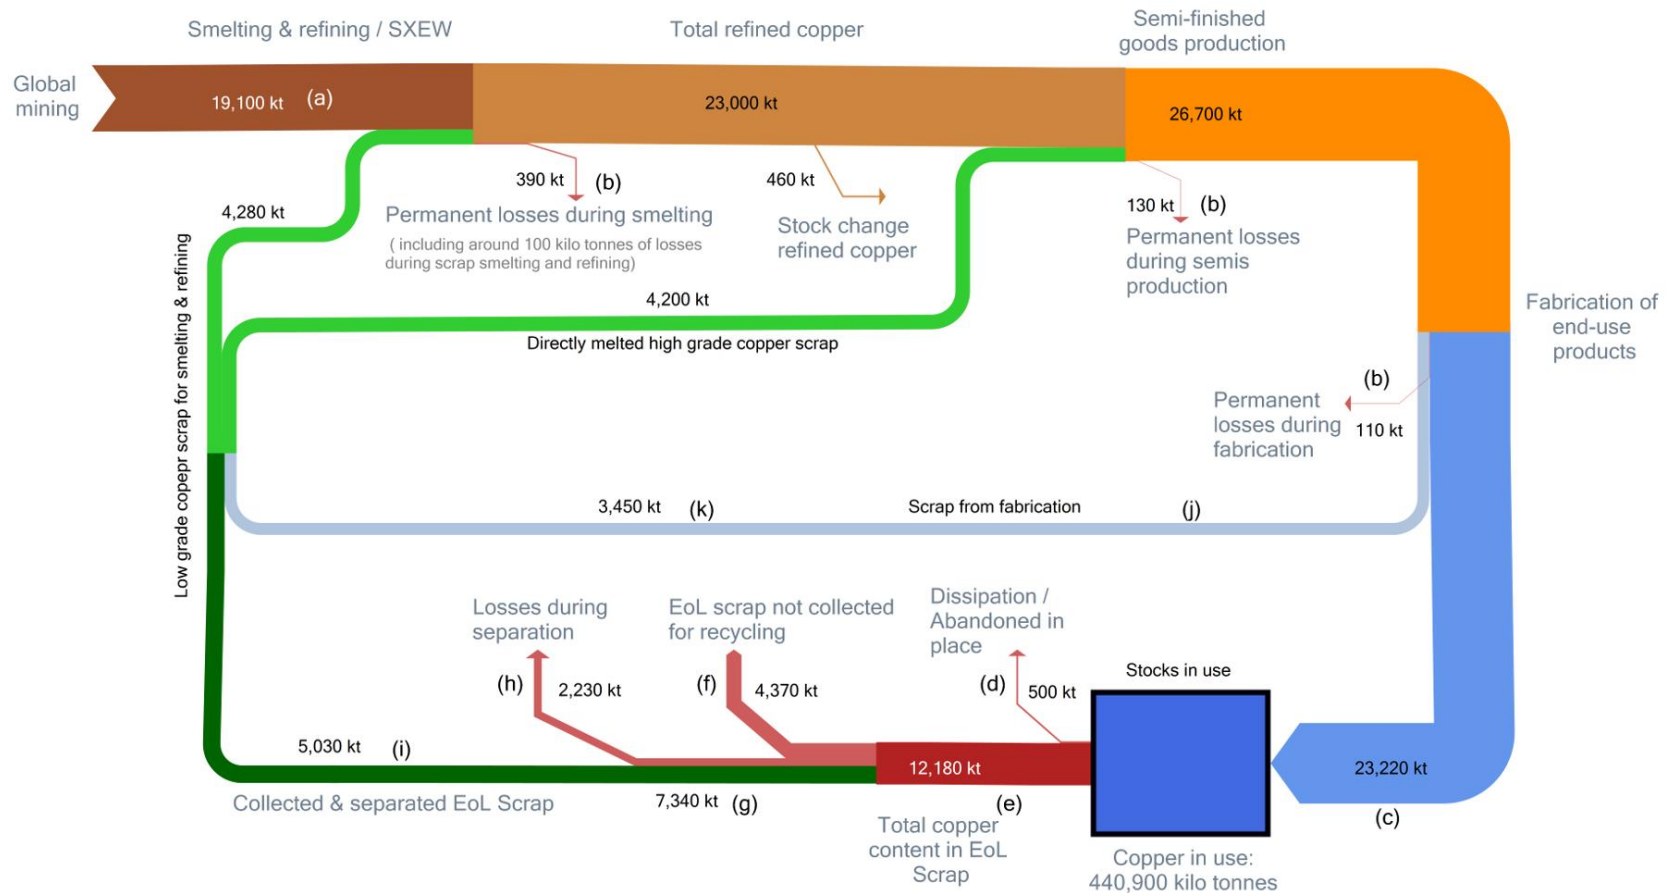 Smelting & refining / SXEW
Total refined copper
Semi-finished
goods production
Global
mining
19,100 kt
(a)
23,000 kt
26,700 kt
390 kt
(b)
460 kt
130 kt
(b)
4,280 kt
Permanent losses during smelting
( including around 100 kilo tonnes of losses
during scrap smelting and refining)
Stock change
refined copper
Permanent losses
during semis
production
Low grade copepr scrap for smelting & refining
4,200 kt
Directly melted high grade copper scrap
Fabrication of
end-use
products
(b)
Permanent
losses during
fabrication
110 kt
3,450 kt
(k)
Scrap from fabrication
(j)
Losses during
separation
EoL scrap not collected
for recycling
Dissipation /
Abandoned in
place
(h)
2,230 kt
(f)
4,370 kt
(d)
500 kt
Stocks in use
5,030 kt
(i)
12,180 kt
23,220 kt
Collected & separated EoL Scrap
7,340 kt
(g)
(e)
(c)
Total copper
content in EoL
Scrap
Copper in use:
440,900 kilo tonnes